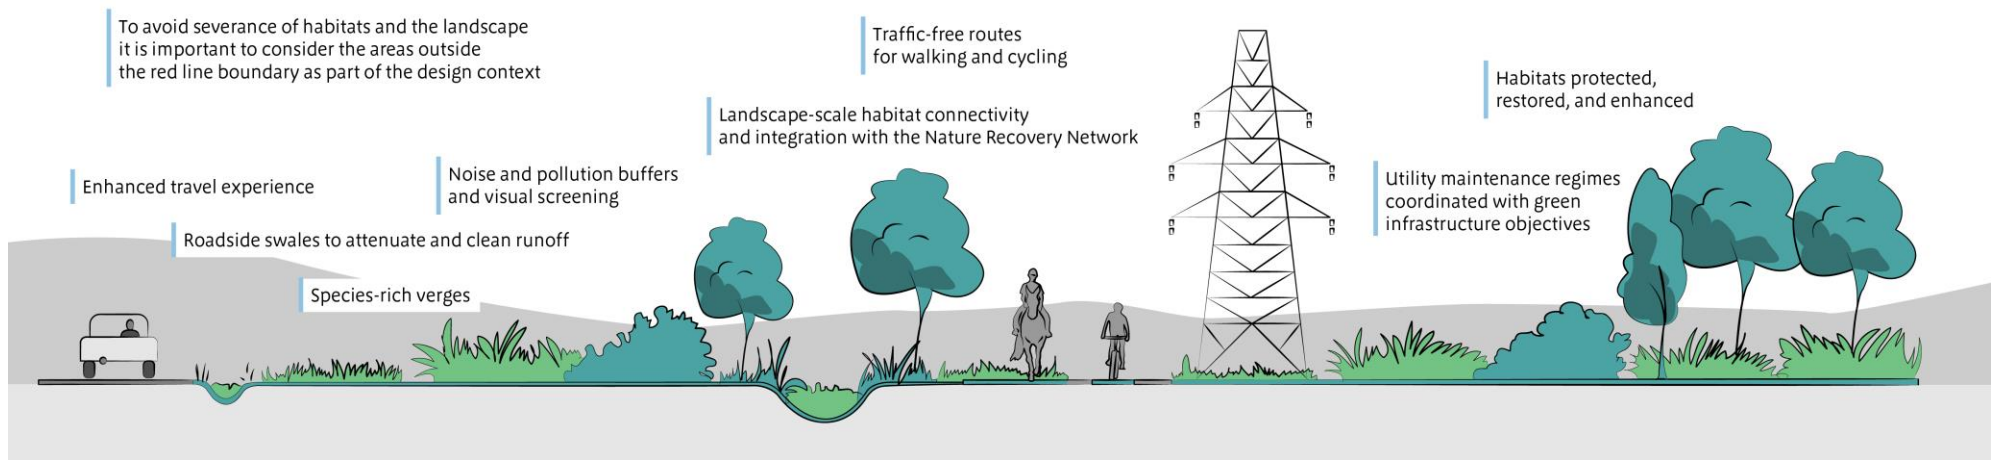 To avoid severance of habitats and the landscape
it is important to consider the areas outside
the red line boundary as part of the design context
Traffic-free routes
for walking and cycling
Habitats protected,
restored, and enhanced
Landscape-scale habitat connectivity
and integration with the Nature Recovery Network
Noise and pollution buffers
and visual screening
Enhanced travel experience
Utility maintenance regimes
coordinated with green
infrastructure objectives
Roadside swales to attenuate and clean runoff
Species-rich verges